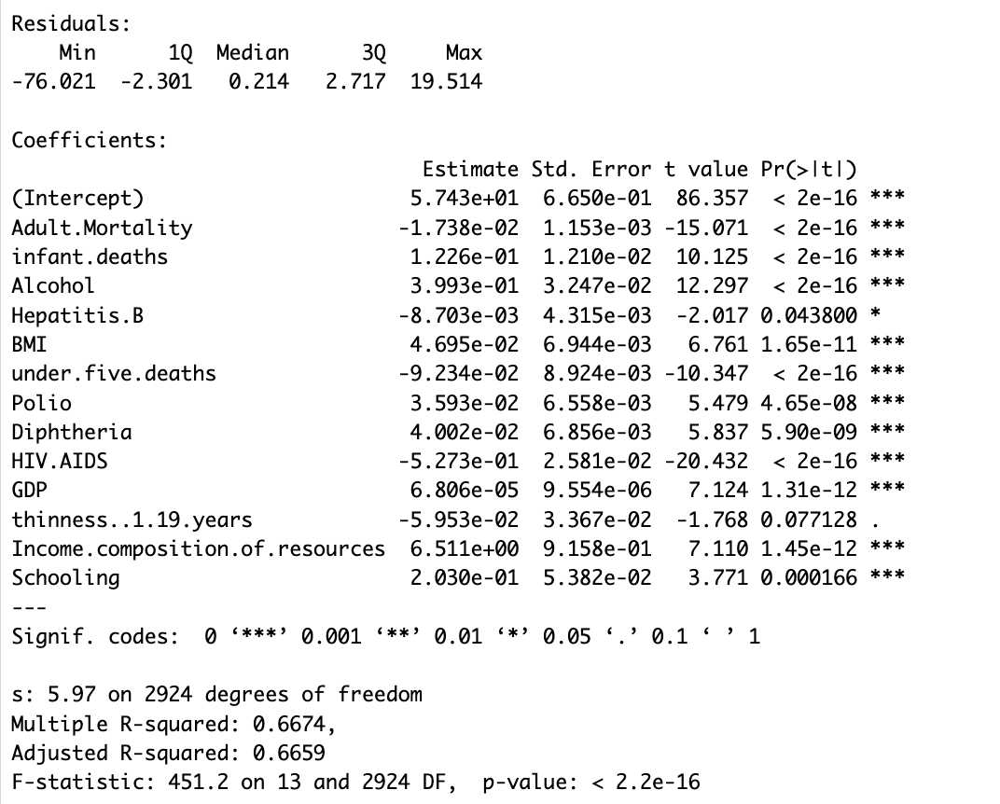 Residuals:
    Min      1Q  Median      3Q     Max
-76.021  -2.301   0.214   2.717  19.514
Coefficients:
                                  Estimate Std. Error t value Pr(>|t|)
(Intercept)                      5.743e+01  6.650e-01  86.357  < 2e-16 ***
Adult.Mortality                 -1.738e-02  1.153e-03 -15.071  < 2e-16 ***
infant.deaths                    1.226e-01  1.210e-02  10.125  < 2e-16 ***
Alcohol                          3.993e-01  3.247e-02  12.297  < 2e-16 ***
Hepatitis.B                     -8.703e-03  4.315e-03  -2.017 0.043800 *
BMI                              4.695e-02  6.944e-03   6.761 1.65e-11 ***
under.five.deaths               -9.234e-02  8.924e-03 -10.347  < 2e-16 ***
Polio                            3.593e-02  6.558e-03   5.479 4.65e-08 ***
Diphtheria                       4.002e-02  6.856e-03   5.837 5.90e-09 ***
HIV.AIDS                        -5.273e-01  2.581e-02 -20.432  < 2e-16 ***
GDP                              6.806e-05  9.554e-06   7.124 1.31e-12 ***
thinness..1.19.years            -5.953e-02  3.367e-02  -1.768 0.077128 .
Income.composition.of.resources  6.511e+00  9.158e-01   7.110 1.45e-12 ***
Schooling                        2.030e-01  5.382e-02   3.771 0.000166 ***
---
Signif. codes:  0 ‘***’ 0.001 ‘**’ 0.01 ‘*’ 0.05 ‘.’ 0.1 ‘ ’ 1
s: 5.97 on 2924 degrees of freedom
Multiple R-squared: 0.6674,
Adjusted R-squared: 0.6659
F-statistic: 451.2 on 13 and 2924 DF,  p-value: < 2.2e-16